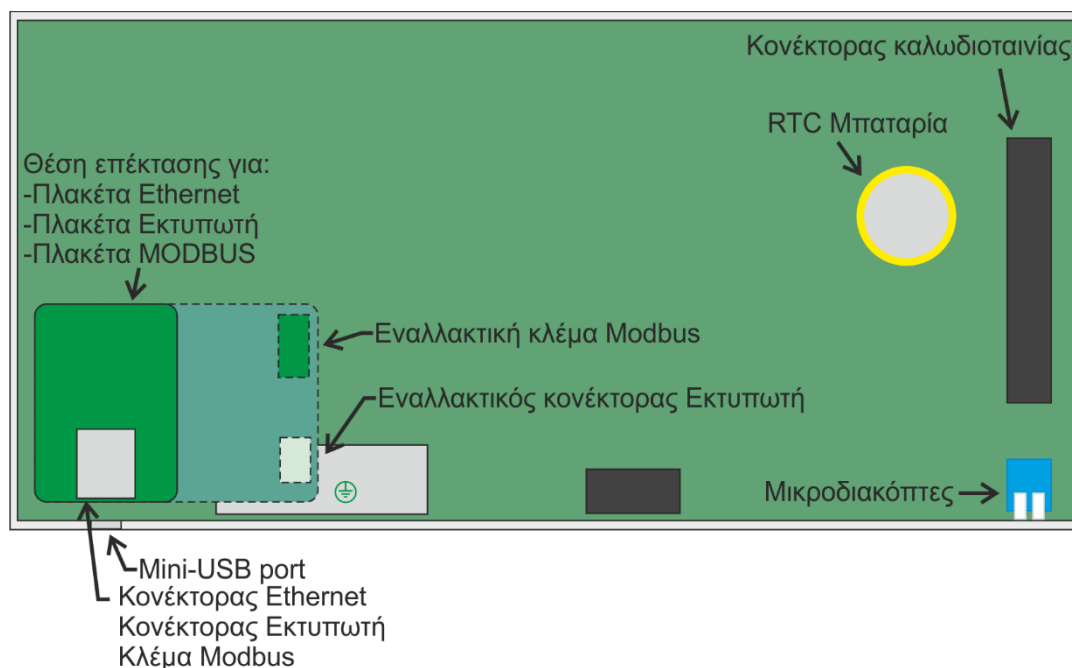 Κονέκτορας καλωδιοταινίας
RTC Μπαταρία
Θέση επέκτασης για:
-Πλακέτα Ethernet
-Πλακέτα Εκτυπωτή
-Πλακέτα MODBUS
Εναλλακτική κλέμα Modbus
Εναλλακτικός κονέκτορας Εκτυπωτή
Μικροδιακόπτες
Mini-USB port
Κονέκτορας Ethernet
Κονέκτορας Εκτυπωτή
Κλέμα Modbus